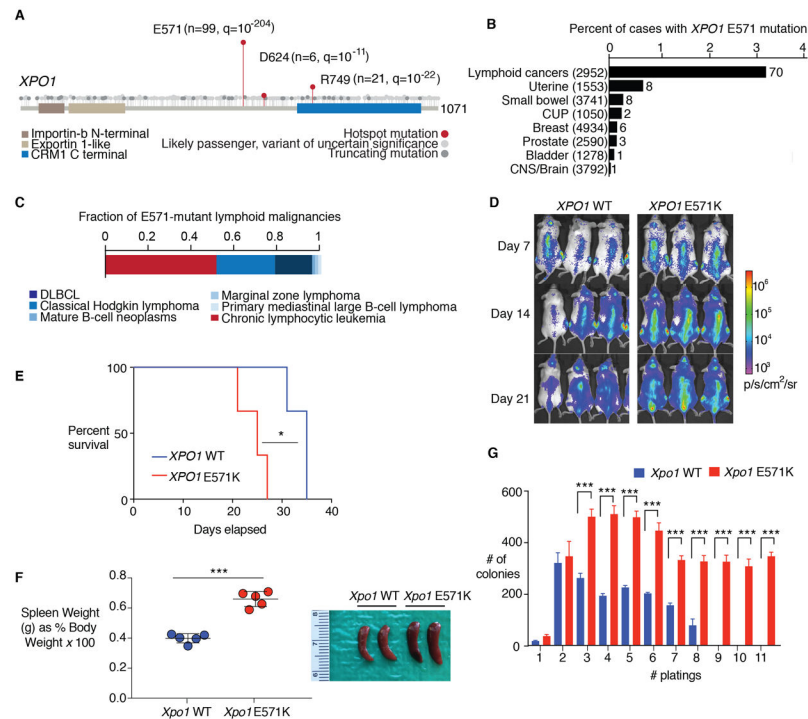 A
E571 (n=99, q=10-204)
D624 (n=6, q=10-11)
R749 (n=21, q=10-22)
XPO1
1071
Importin-b N-terminal
Exportin 1-like
CRM1 C terminal
Hotspot mutation
Likely passenger, variant of uncertain significance
Truncating mutation
B
Percent of cases with XPO1 E571 mutation
0 1 2 3 4
Lymphoid cancers (2952) 70
Uterine (1553) 8
Small bowel (3741) 8
CUP (1050) 2
Breast (4934) 6
Prostate (2590) 3
Bladder (1278) 1
CNS/Brain (3792) 1
C
Fraction of E571-mutant lymphoid malignancies
0 0.2 0.4 0.6 0.8 1
DLBCL
Classical Hodgkin lymphoma
Mature B-cell neoplasms
Marginal zone lymphoma
Primary mediastinal large B-cell lymphoma
Chronic lymphocytic leukemia
D
XPO1 WT XPO1 E571K
Day 7
Day 14
Day 21
106
105
104
103
p/s/cm2/sr
E
100
50
0
Percent
survival
*
XPO1 WT
XPO1 E571K
0 10 20 30 40
Days elapsed
F
Spleen Weight
(g) as % Body
Weight x 100
0.8
0.6
0.4
0.2
0.0
***
Xpo1 WT Xpo1 E571K
Xpo1 WT Xpo1 E571K
8
7
6
G
Xpo1 WT Xpo1 E571K
# of
colonies
600
400
200
0
*** *** *** *** *** *** *** *** ***
1 2 3 4 5 6 7 8 9 10 11
# platings